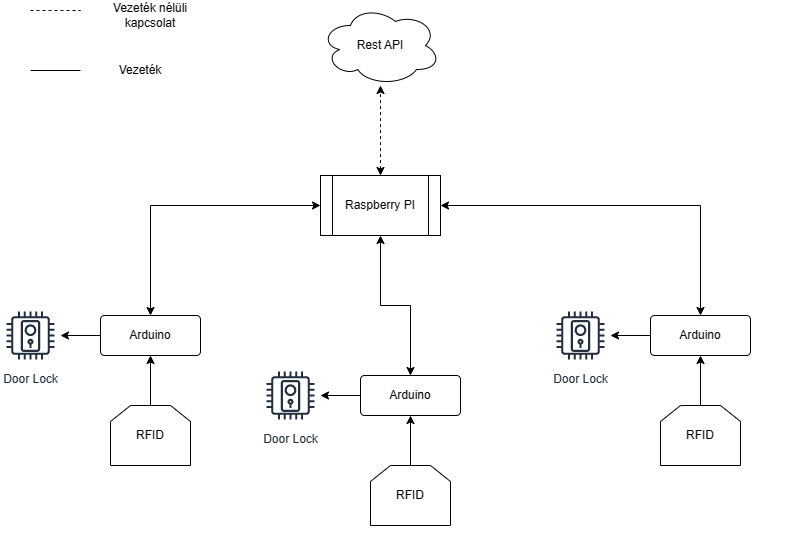 Vezeték nélüli
kapcsolat
Vezeték
Rest API
Raspberry PI
Arduino
Door Lock
RFID
Arduino
Door Lock
RFID
Arduino
Door Lock
RFID